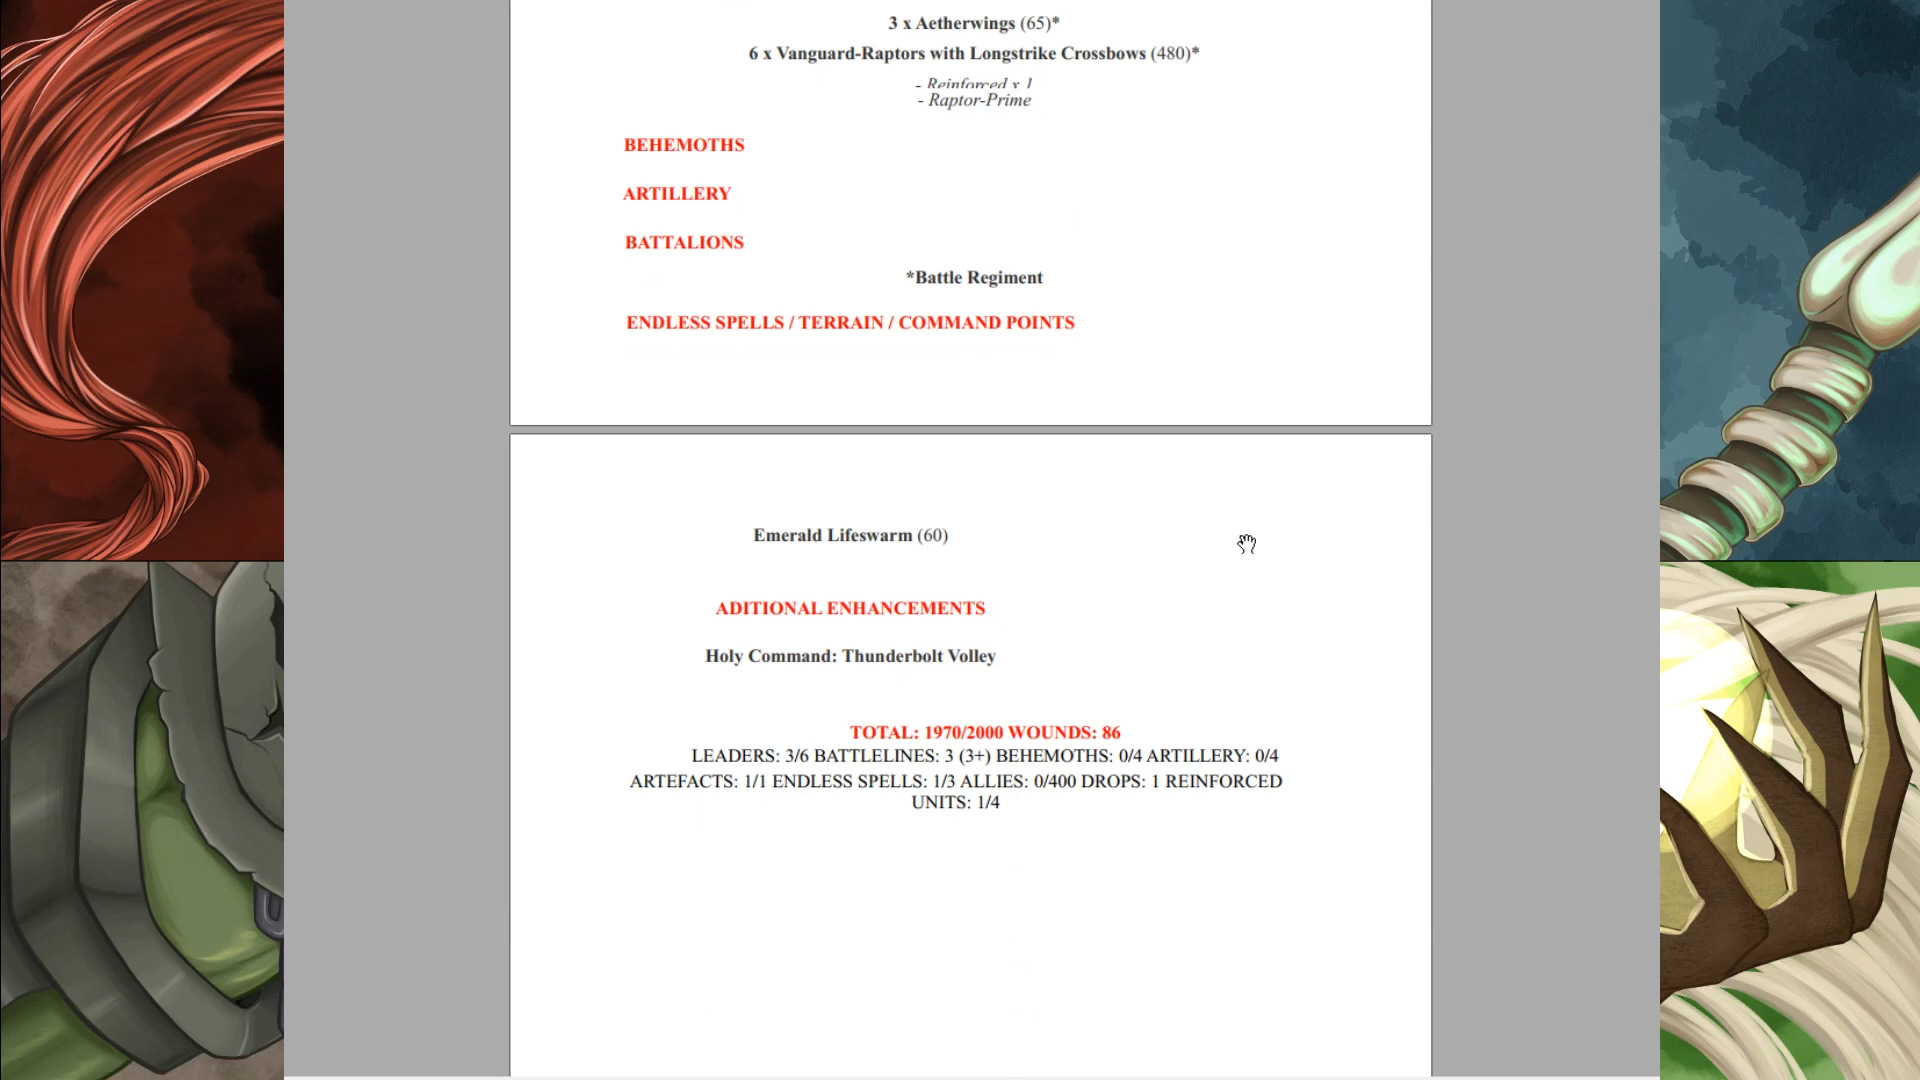 3 x Aetherwings (65)*
6 x Vanguard-Raptors with Longstrike Crossbows (480)*
- Reinforced x 1
- Raptor-Prime
BEHEMOTHS
ARTILLERY
BATTALIONS
*Battle Regiment
ENDLESS SPELLS / TERRAIN / COMMAND POINTS
Emerald Lifeswarm (60)
ADITIONAL ENHANCEMENTS
Holy Command: Thunderbolt Volley
TOTAL: 1970/2000 WOUNDS: 86
LEADERS: 3/6 BATTLELINES: 3 (3+) BEHEMOTHS: 0/4 ARTILLERY: 0/4
ARTEFACTS: 1/1 ENDLESS SPELLS: 1/3 ALLIES: 0/400 DROPS: 1 REINFORCED
UNITS: 1/4